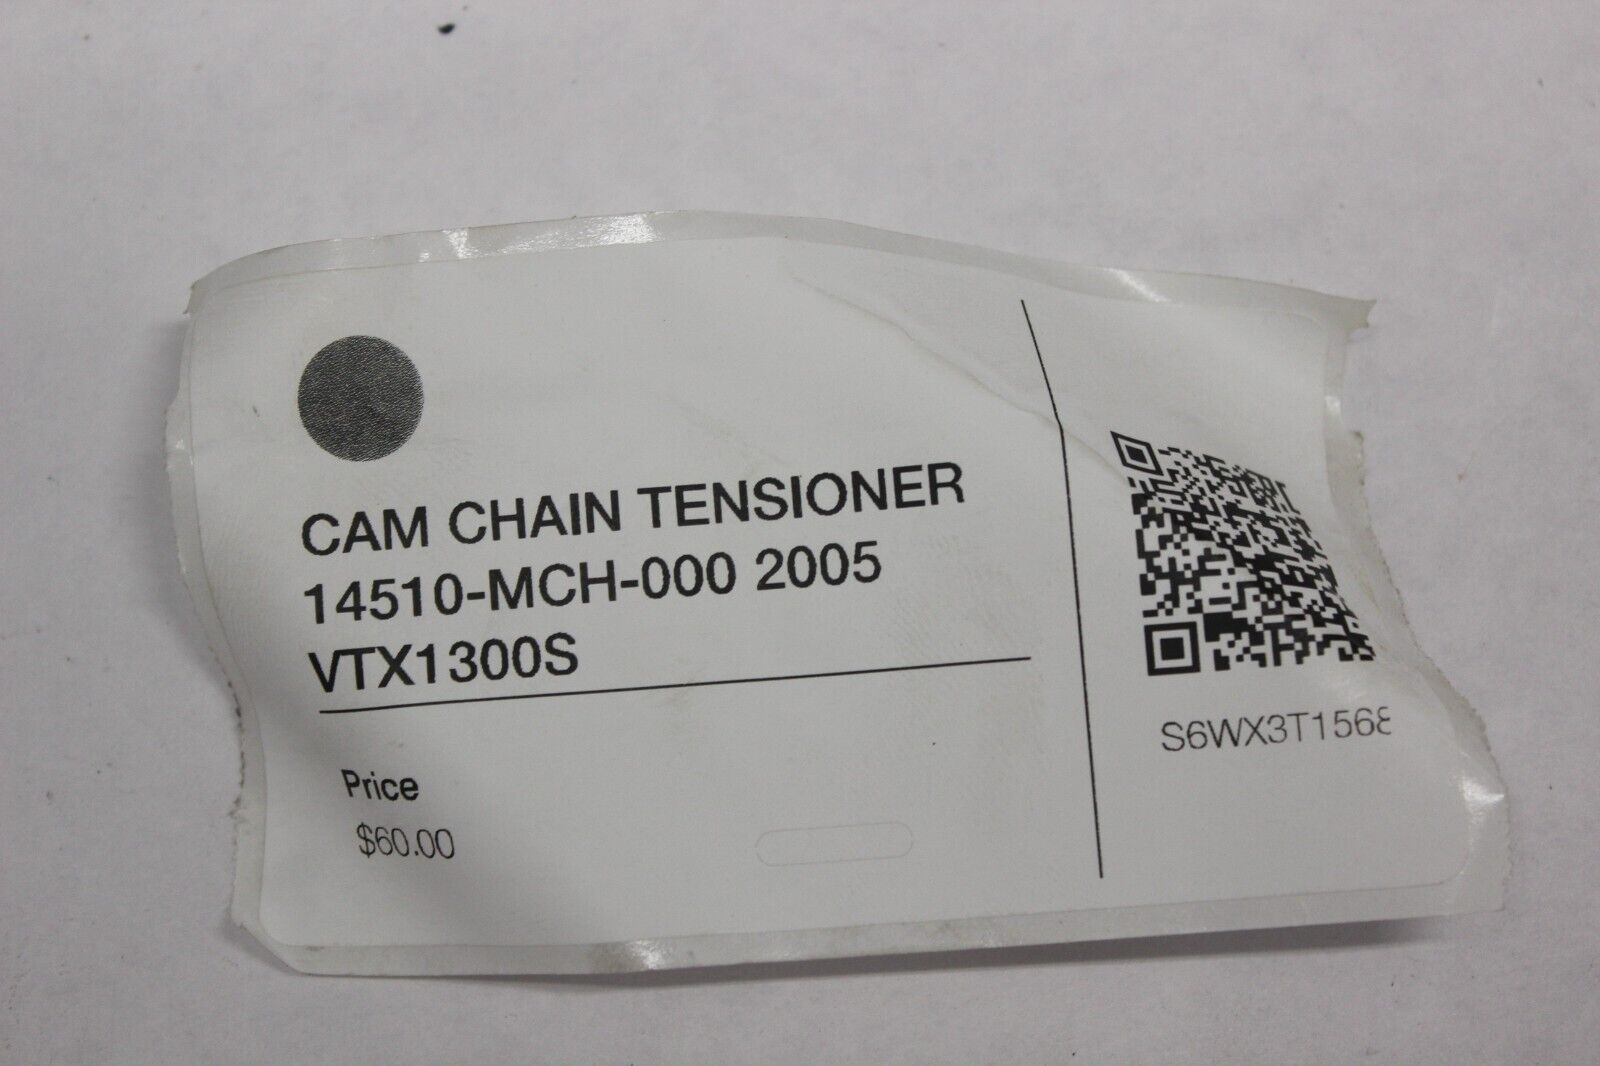 CAM CHAIN TENSIONER
14510-MCH-000 2005
VTX1300S
Price
$60.00
S6WX3T1568